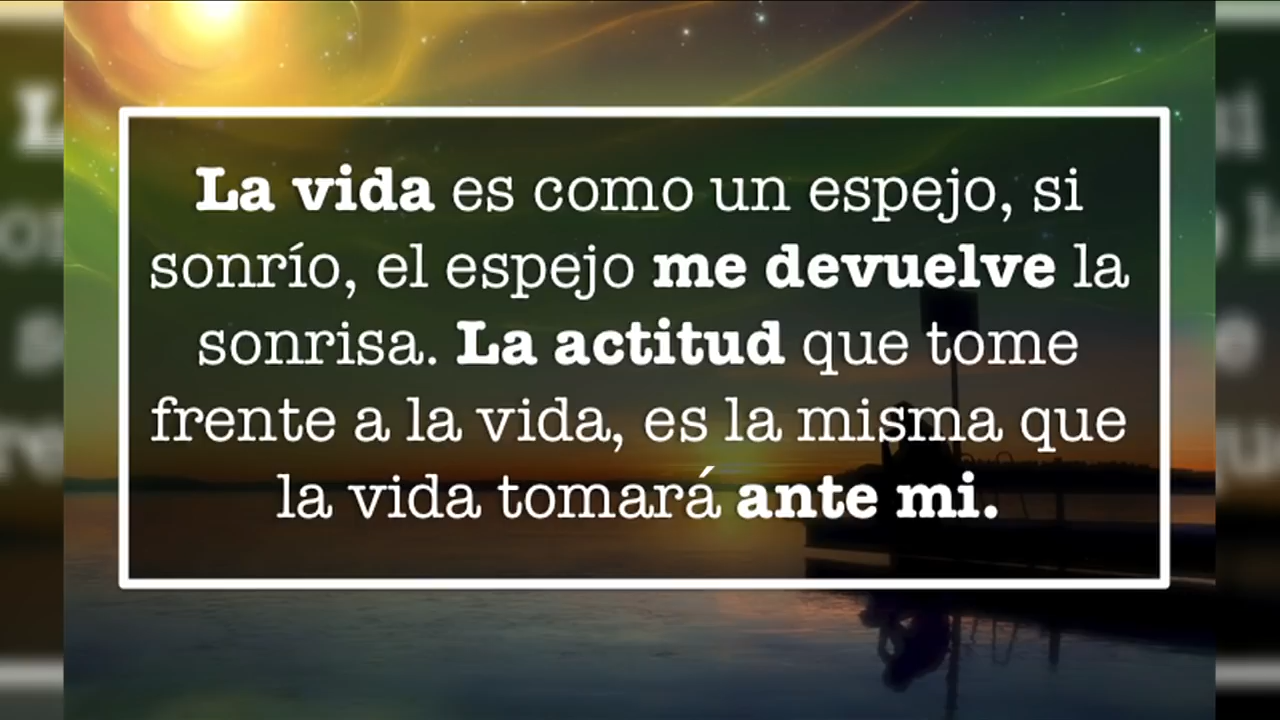 La vida es como un espejo, si
sonrío, el espejo me devuelve la
sonrisa. La actitud que tome
frente a la vida, es la misma que
la vida tomará ante mi.